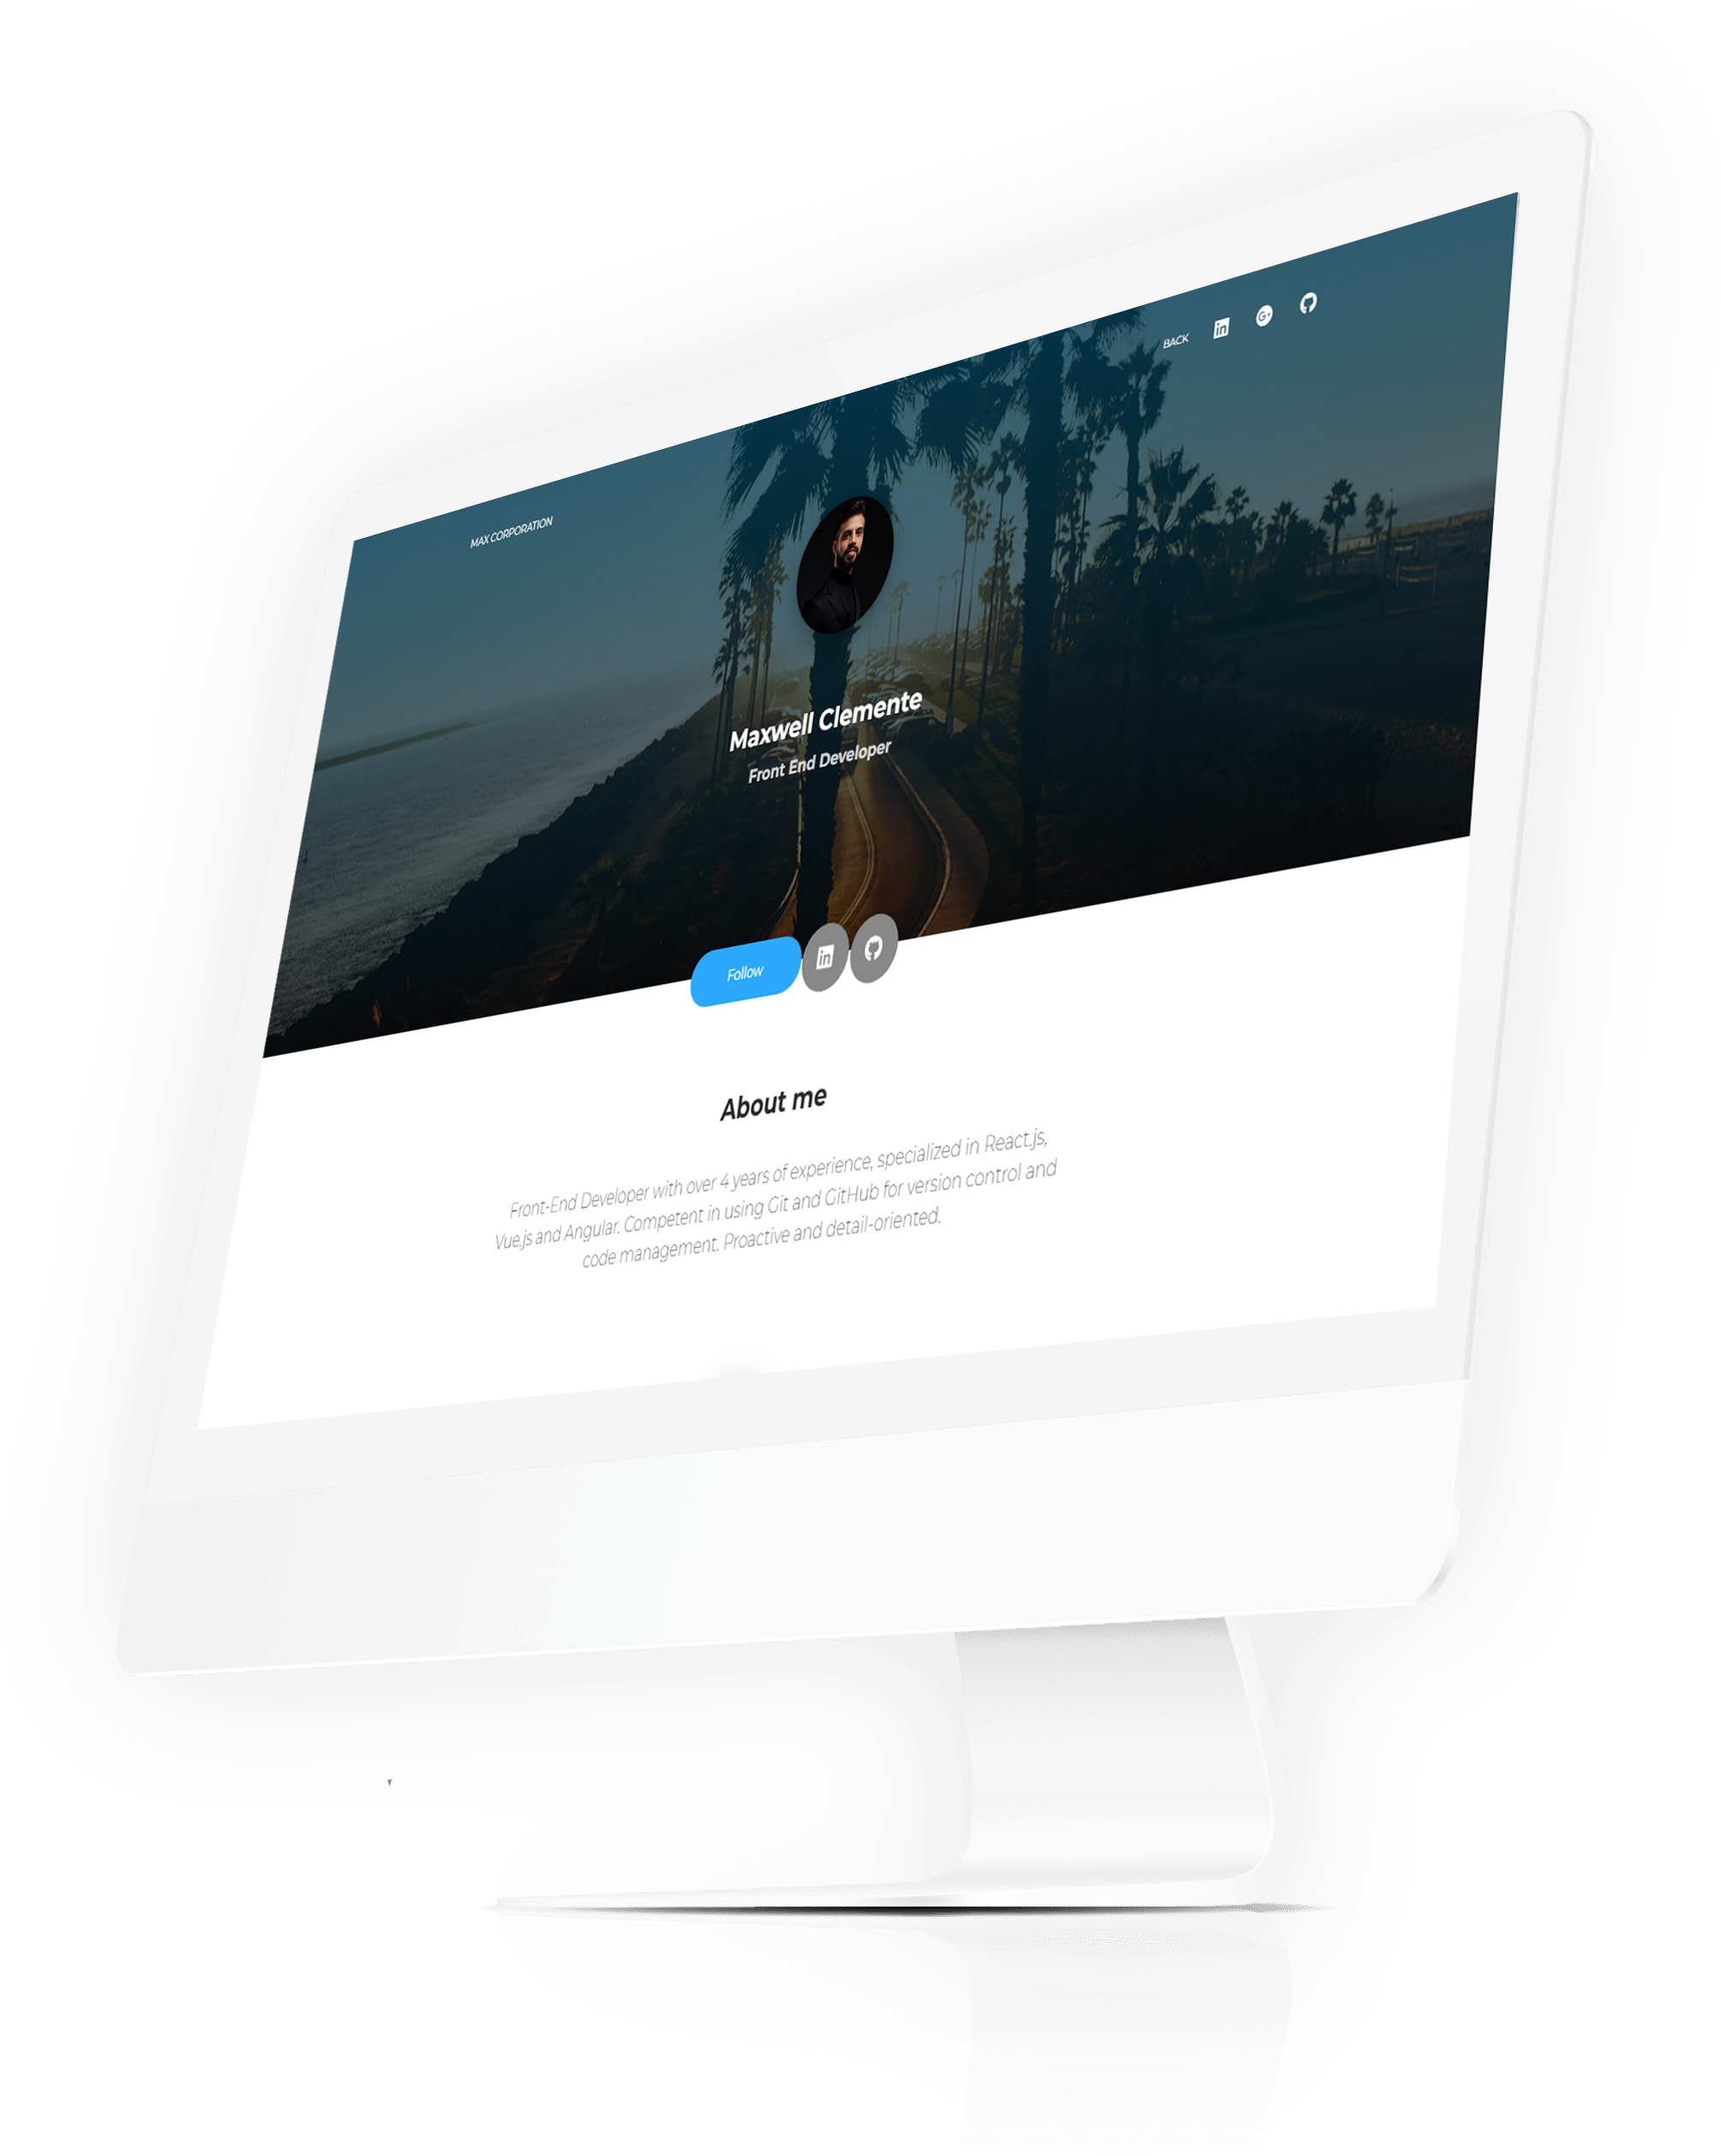 MAX CORPORATION
BACK
in
G+
Maxwell Clemente
Front End Developer
Follow
in
About me
Front-End Developer with over 4 years of experience, specialized in React.js,
Vue.js and Angular. Competent in using Git and GitHub for version control and
code management. Proactive and detail-oriented.